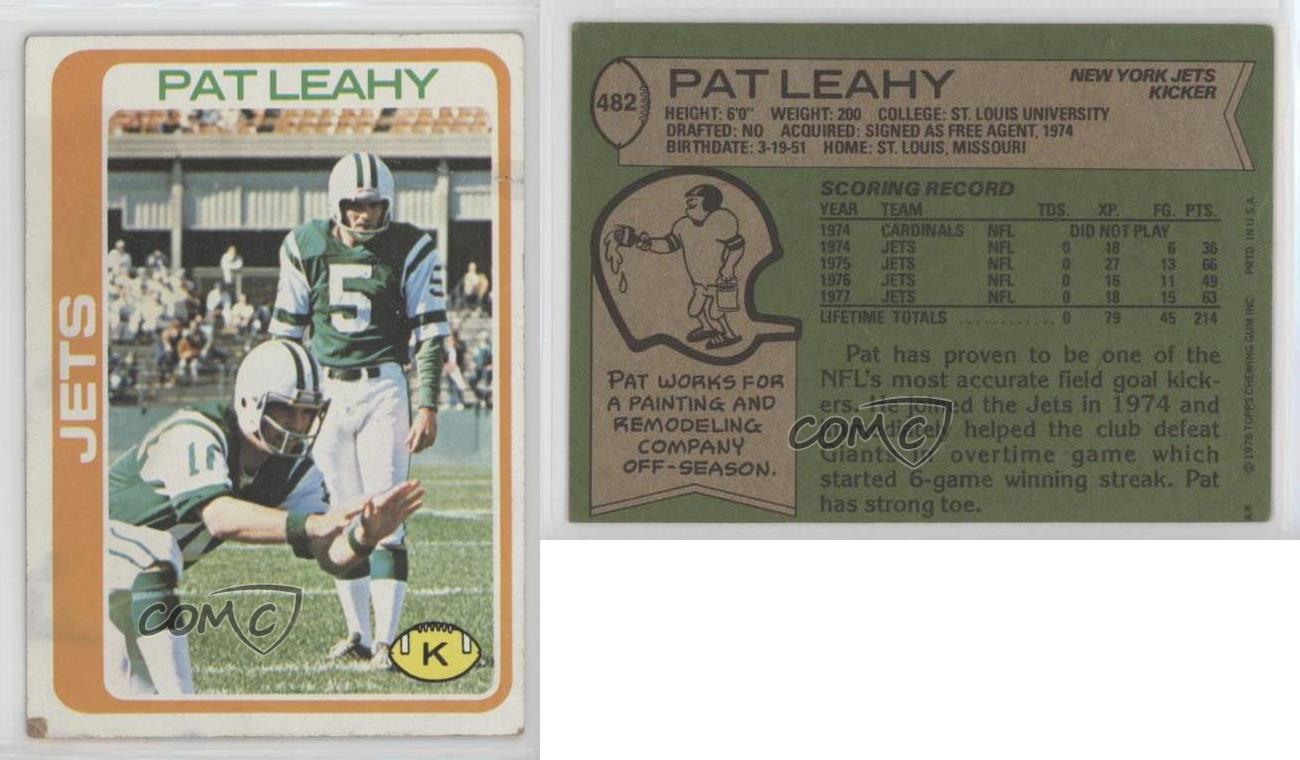 PAT LEAHY
JETS
5
5
1
K
COMC
482
PAT LEAHY
NEW YORK JETS
KICKER
HEIGHT: 6'0" WEIGHT: 200 COLLEGE: ST. LOUIS UNIVERSITY
DRAFTED: NO ACQUIRED: SIGNED AS FREE AGENT, 1974
BIRTHDATE: 3-19-51 HOME: ST. LOUIS, MISSOURI
SCORING RECORD
YEAR TEAM TDS. XP. FG. PTS.
1974 CARDINALS NFL DID NOT PLAY
1974 JETS NFL 0 18 6 36
1975 JETS NFL 0 27 13 66
1976 JETS NFL 0 16 11 49
1977 JETS NFL 0 18 15 63
LIFETIME TOTALS ............ 0 79 45 214
Pat has proven to be one of the
NFL's most accurate field goal kick-
ers. He joined the Jets in 1974 and
helped the club defeat
Giants in overtime game which
started 6-game winning streak. Pat
has strong toe.
PAT WORKS FOR
A PAINTING AND
REMODELING
COMPANY
OFF-SEASON.
COMC
A* © 1978 TOPPS CHEWING GUM INC. PRTD. IN U.S.A.